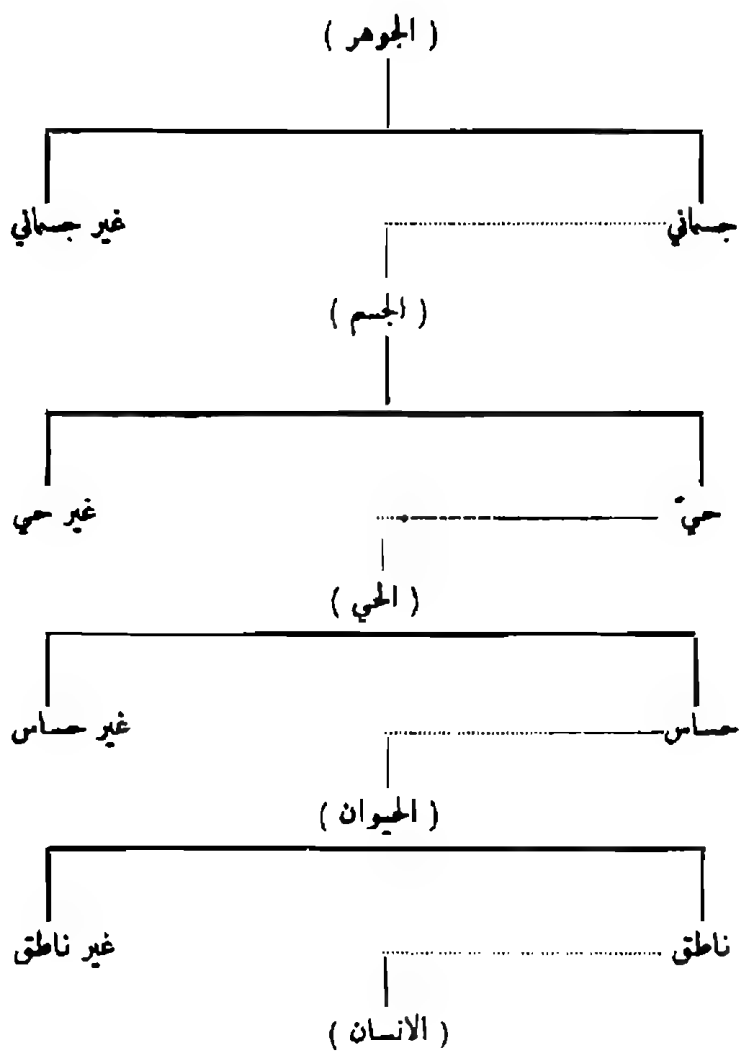 ( الجوهر )
جسماني غير جسماني
( الجسم )
حيّ غير حي
( الحي )
حساس غير حساس
( الحيوان )
ناطق غير ناطق
( الانسان )